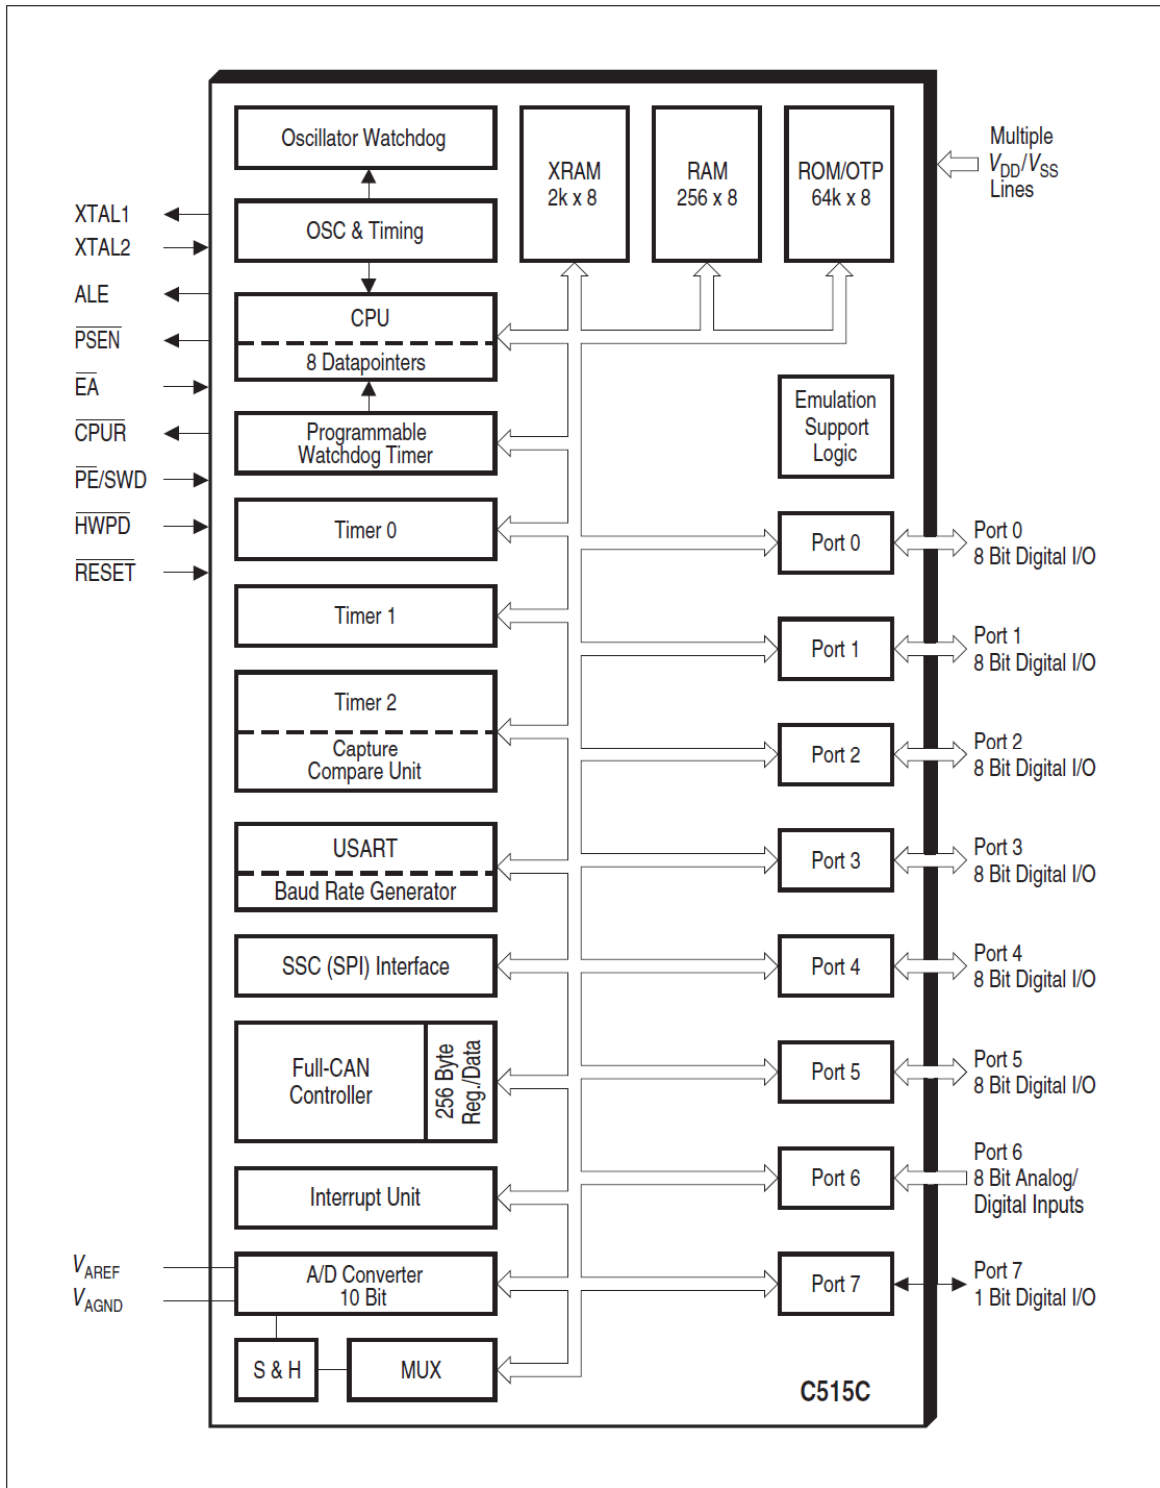 Oscillator Watchdog
OSC & Timing
CPU
8 Datapointers
Programmable
Watchdog Timer
Timer 0
Timer 1
Timer 2
Capture
Compare Unit
USART
Baud Rate Generator
SSC (SPI) Interface
Full-CAN
Controller
256 Byte
Reg./Data
Interrupt Unit
A/D Converter
10 Bit
S & H
MUX
XRAM
2k x 8
RAM
256 x 8
ROM/OTP
64k x 8
Emulation
Support
Logic
Port 0
Port 1
Port 2
Port 3
Port 4
Port 5
Port 6
Port 7
C515C
XTAL1
XTAL2
ALE
PSEN
EA
CPUR
PE/SWD
HWPD
RESET
VAREF
VAGND
Multiple
VDD/VSS
Lines
Port 0
8 Bit Digital I/O
Port 1
8 Bit Digital I/O
Port 2
8 Bit Digital I/O
Port 3
8 Bit Digital I/O
Port 4
8 Bit Digital I/O
Port 5
8 Bit Digital I/O
Port 6
8 Bit Analog/
Digital Inputs
Port 7
1 Bit Digital I/O